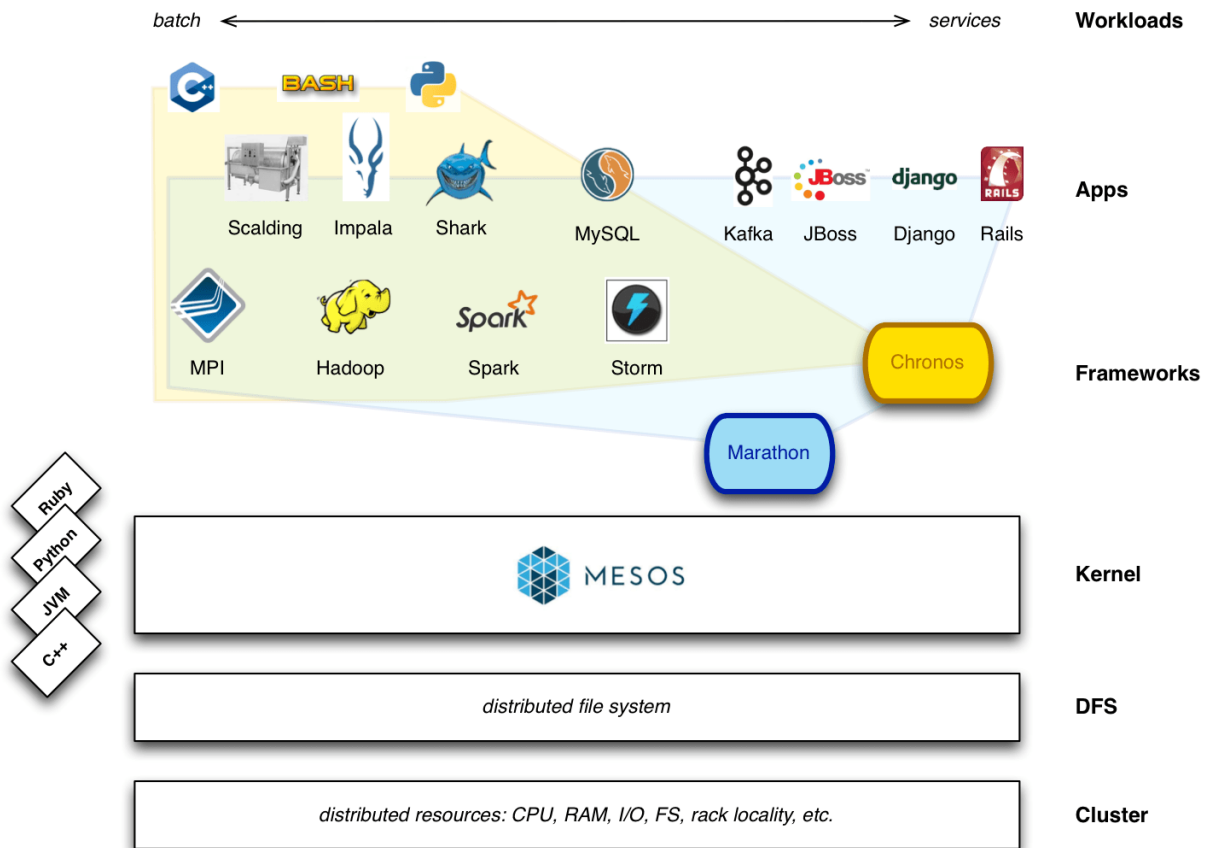 batch
services
Workloads
C++
BASH
Scalding
Impala
Shark
MySQL
JBoss
django
RAILS
Kafka
JBoss
Django
Rails
Apps
MPI
Hadoop
Spark
Spark
Storm
Chronos
Frameworks
Marathon
Ruby
Python
JVM
C++
MESOS
Kernel
distributed file system
DFS
distributed resources: CPU, RAM, I/O, FS, rack locality, etc.
Cluster